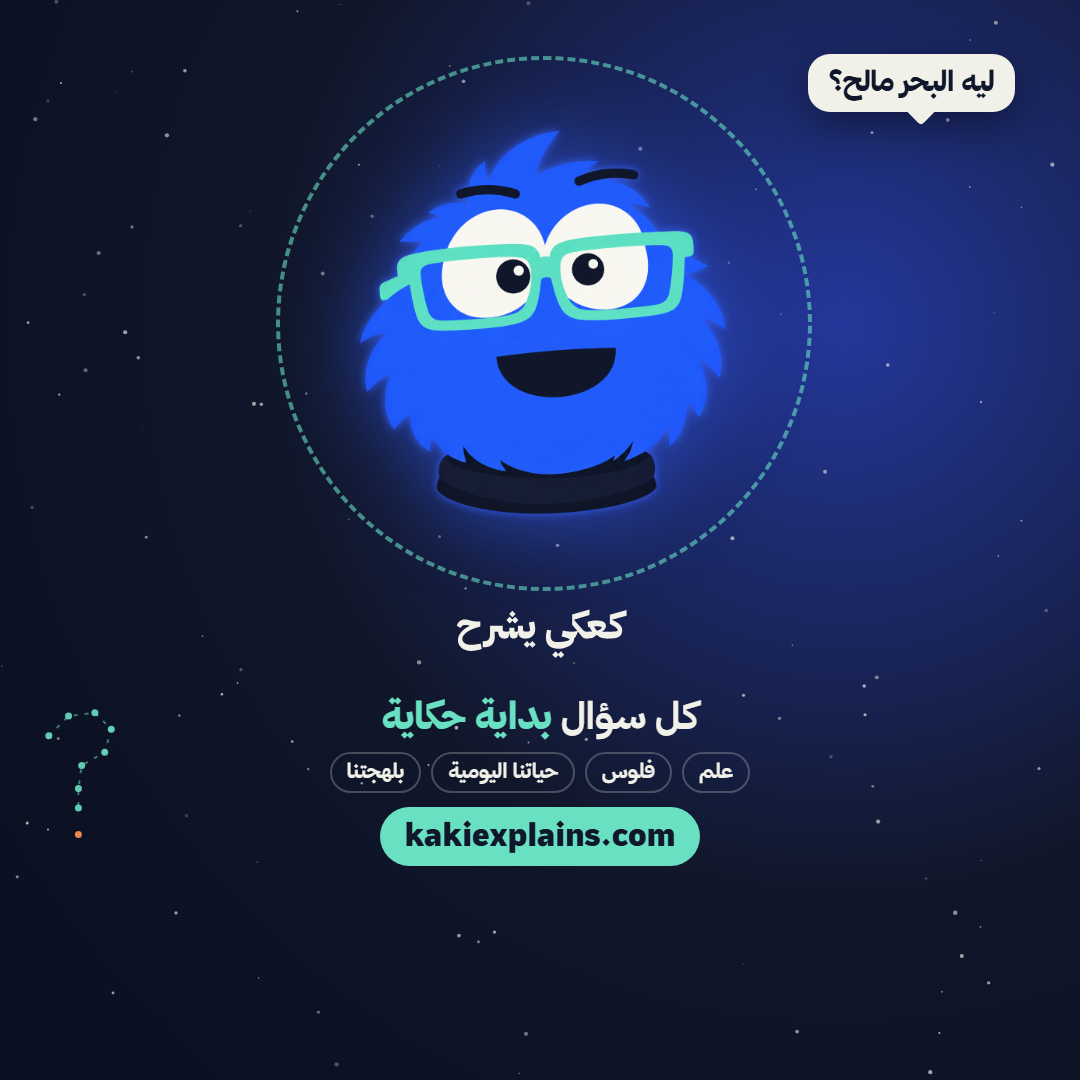 ليه البحر مالح؟
كعكي يشرح
كل سؤال بداية حكاية
علم فلوس حياتنا اليومية بلهجتنا
kakiexplains.com